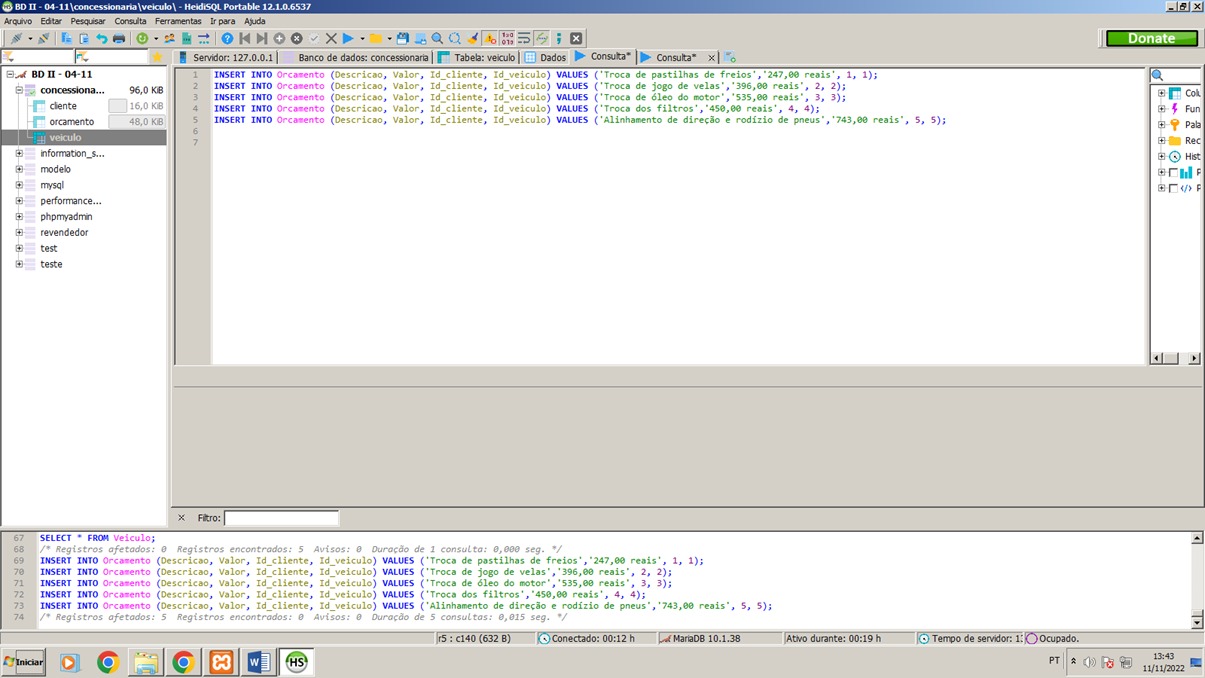 BD II - 04-11\concessionaria\veiculo\ - HeidiSQL Portable 12.1.0.6537
Arquivo Editar Pesquisar Consulta Ferramentas Ir para Ajuda
Donate
Servidor: 127.0.0.1 Banco de dados: concessionaria Tabela: veiculo Dados Consulta* Consulta*
BD II - 04-11
concessiona... 96,0 KiB
cliente 16,0 KiB
orcamento 48,0 KiB
veiculo
information_s...
modelo
mysql
performance...
phpmyadmin
revendedor
test
teste
1 INSERT INTO Orcamento (Descricao, Valor, Id_cliente, Id_veiculo) VALUES ('Troca de pastilhas de freios','247,00 reais', 1, 1);
2 INSERT INTO Orcamento (Descricao, Valor, Id_cliente, Id_veiculo) VALUES ('Troca de jogo de velas','396,00 reais', 2, 2);
3 INSERT INTO Orcamento (Descricao, Valor, Id_cliente, Id_veiculo) VALUES ('Troca de óleo do motor','535,00 reais', 3, 3);
4 INSERT INTO Orcamento (Descricao, Valor, Id_cliente, Id_veiculo) VALUES ('Troca dos filtros','450,00 reais', 4, 4);
5 INSERT INTO Orcamento (Descricao, Valor, Id_cliente, Id_veiculo) VALUES ('Alinhamento de direção e rodízio de pneus','743,00 reais', 5, 5);
6
7
Colu
Fun
Pala
Rec
Hist
P
P
Filtro:
67 SELECT * FROM Veiculo;
68 /* Registros afetados: 0 Registros encontrados: 5 Avisos: 0 Duração de 1 consulta: 0,000 seg. */
69 INSERT INTO Orcamento (Descricao, Valor, Id_cliente, Id_veiculo) VALUES ('Troca de pastilhas de freios','247,00 reais', 1, 1);
70 INSERT INTO Orcamento (Descricao, Valor, Id_cliente, Id_veiculo) VALUES ('Troca de jogo de velas','396,00 reais', 2, 2);
71 INSERT INTO Orcamento (Descricao, Valor, Id_cliente, Id_veiculo) VALUES ('Troca de óleo do motor','535,00 reais', 3, 3);
72 INSERT INTO Orcamento (Descricao, Valor, Id_cliente, Id_veiculo) VALUES ('Troca dos filtros','450,00 reais', 4, 4);
73 INSERT INTO Orcamento (Descricao, Valor, Id_cliente, Id_veiculo) VALUES ('Alinhamento de direção e rodízio de pneus','743,00 reais', 5, 5);
74 /* Registros afetados: 5 Registros encontrados: 0 Avisos: 0 Duração de 5 consultas: 0,015 seg. */
r5 : c140 (632 B) Conectado: 00:12 h MariaDB 10.1.38 Ativo durante: 00:19 h Tempo de servidor: 1 Ocupado.
Iniciar HS PT 13:43
11/11/2022